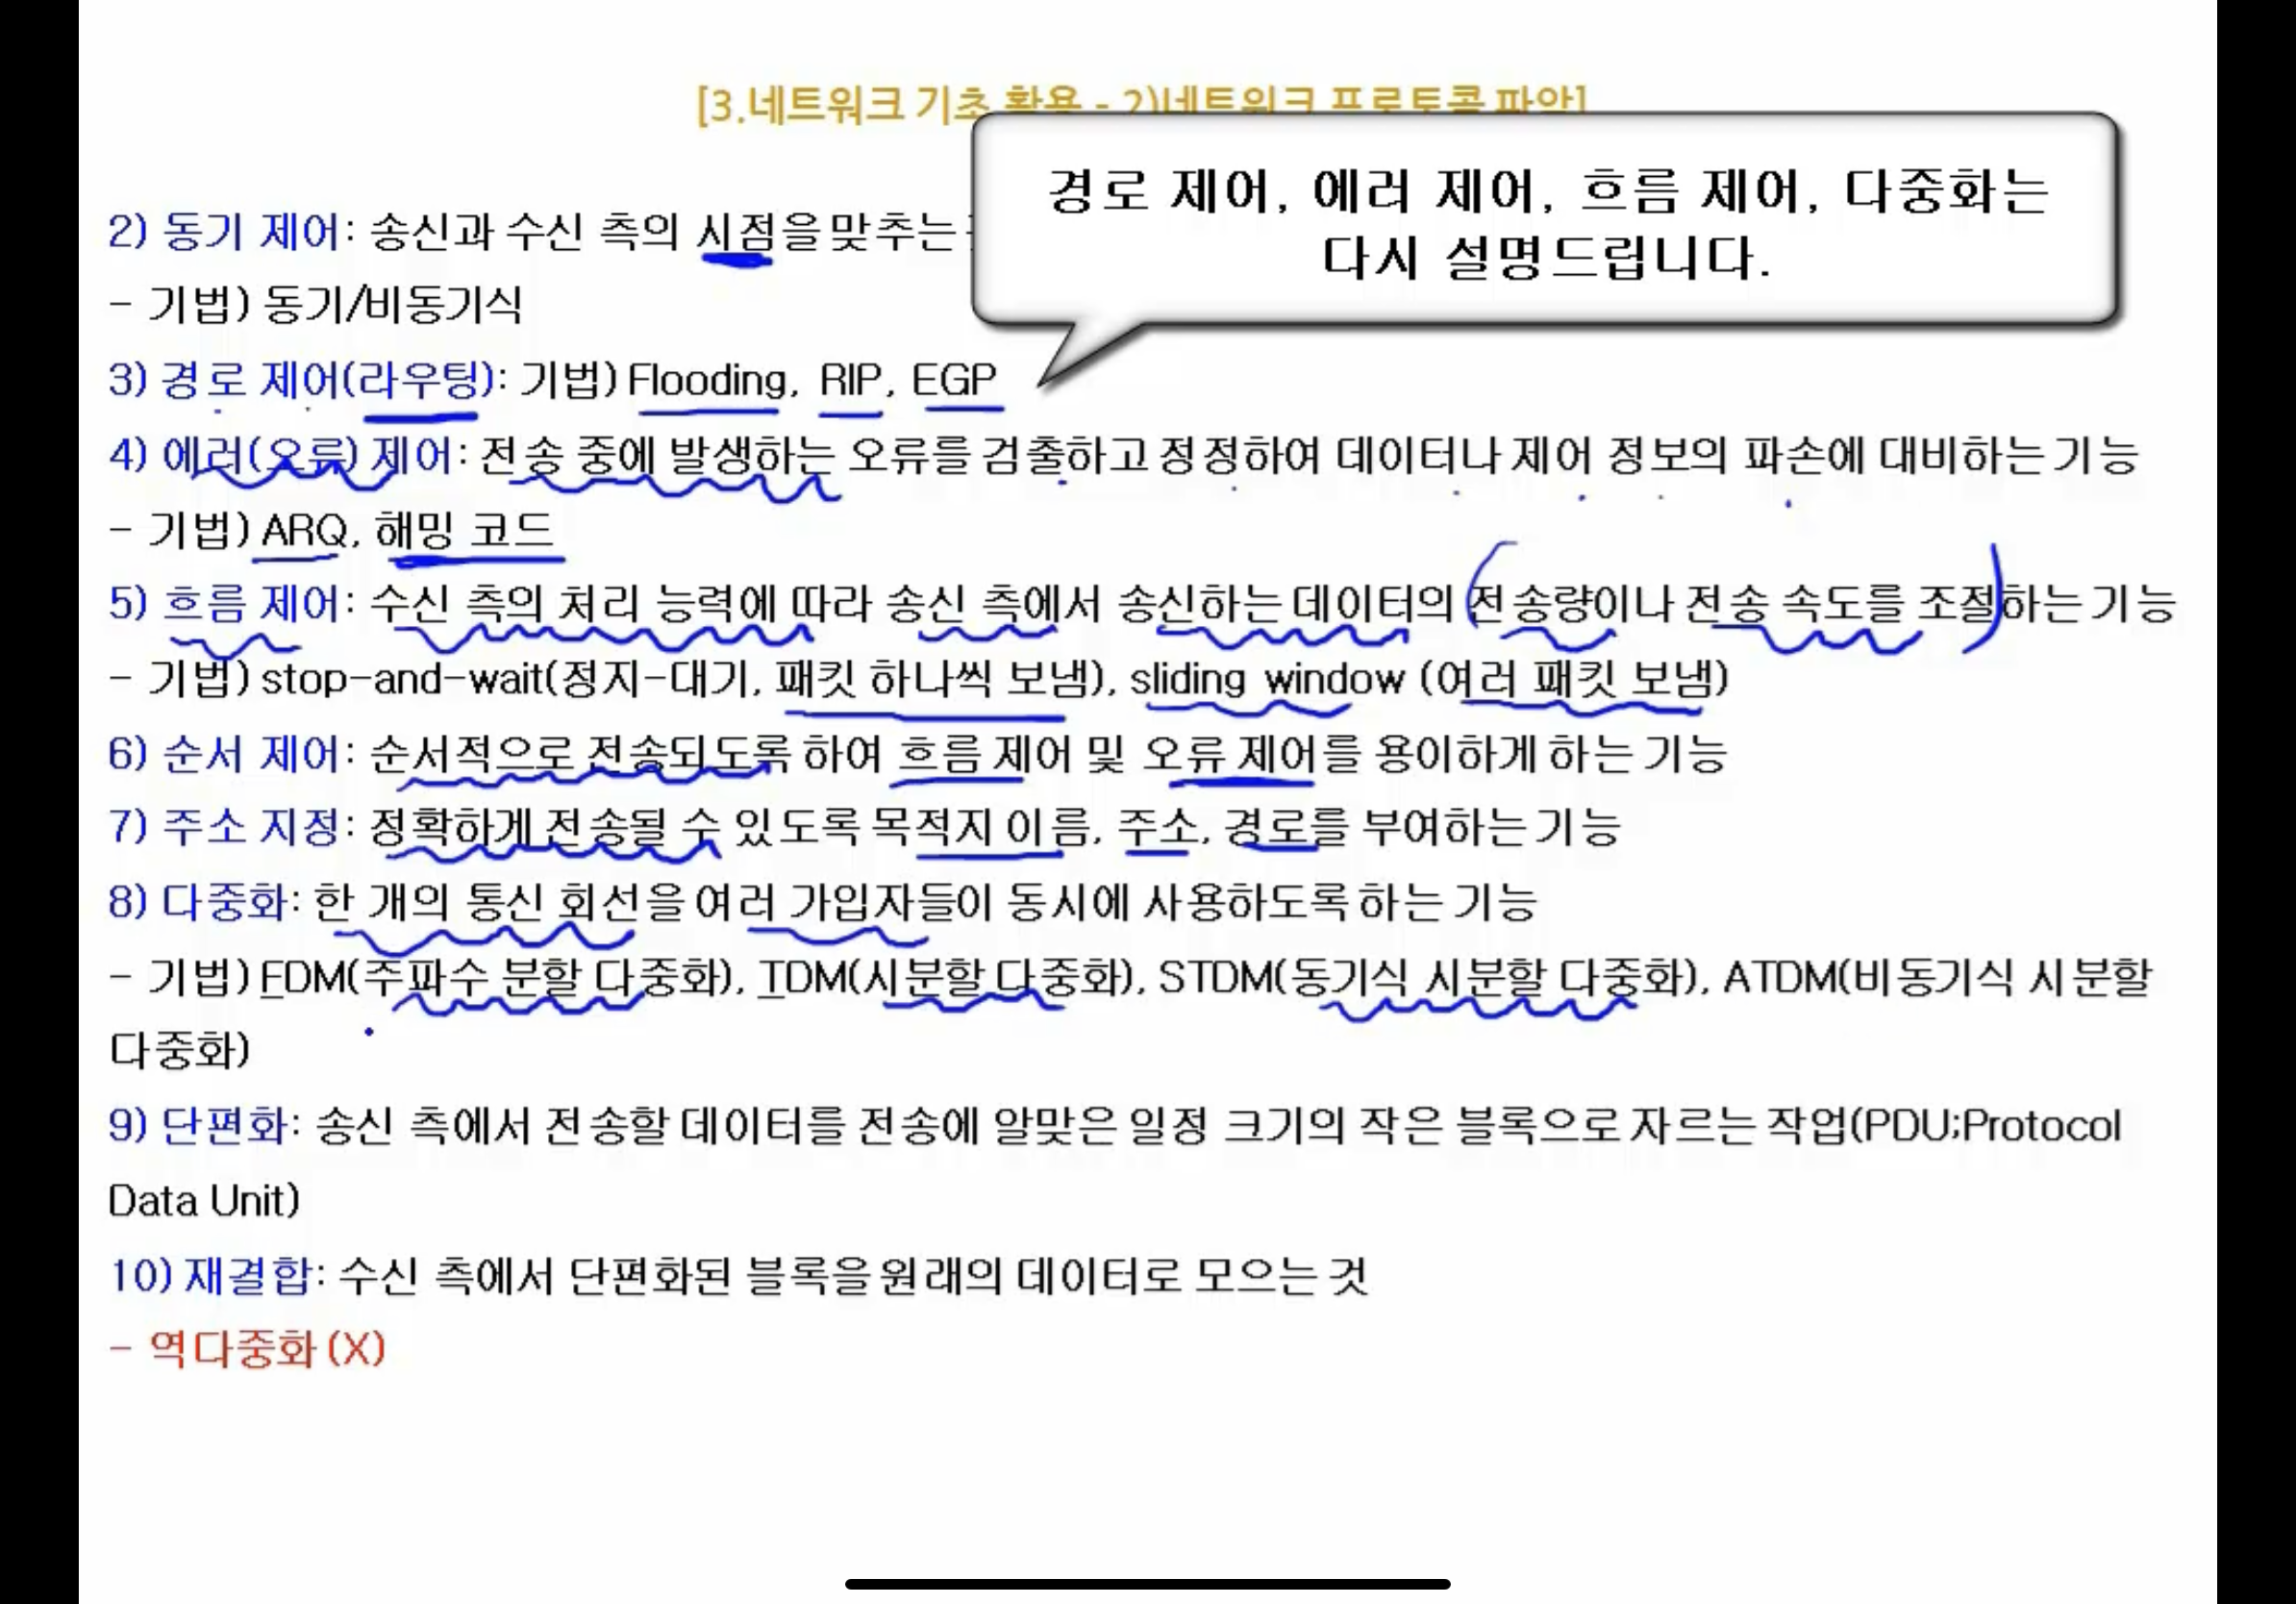 [3.네트워크 기초 활용 - 2)네트워크 프로토콜 파악]
경로 제어, 에러 제어, 흐름 제어, 다중화는
다시 설명드립니다.
2) 동기 제어: 송신과 수신 측의 시점을 맞추는
- 기법) 동기/비동기식
3) 경로 제어(라우팅): 기법) Flooding, RIP, EGP
4) 에러(오류) 제어: 전송 중에 발생하는 오류를 검출하고 정정하여 데이터나 제어 정보의 파손에 대비하는 기능
- 기법) ARQ, 해밍 코드
5) 흐름 제어: 수신 측의 처리 능력에 따라 송신 측에서 송신하는 데이터의 전송량이나 전송 속도를 조절하는 기능
- 기법) stop-and-wait(정지-대기, 패킷 하나씩 보냄), sliding window (여러 패킷 보냄)
6) 순서 제어: 순서적으로 전송되도록 하여 흐름 제어 및 오류 제어를 용이하게 하는 기능
7) 주소 지정: 정확하게 전송될 수 있도록 목적지 이름, 주소, 경로를 부여하는 기능
8) 다중화: 한 개의 통신 회선을 여러 가입자들이 동시에 사용하도록 하는 기능
- 기법) FDM(주파수 분할 다중화), TDM(시분할 다중화), STDM(동기식 시분할 다중화), ATDM(비동기식 시분할
다중화)
9) 단편화: 송신 측에서 전송할 데이터를 전송에 알맞은 일정 크기의 작은 블록으로 자르는 작업(PDU;Protocol
Data Unit)
10) 재결합: 수신 측에서 단편화된 블록을 원래의 데이터로 모으는 것
- 역다중화 (X)